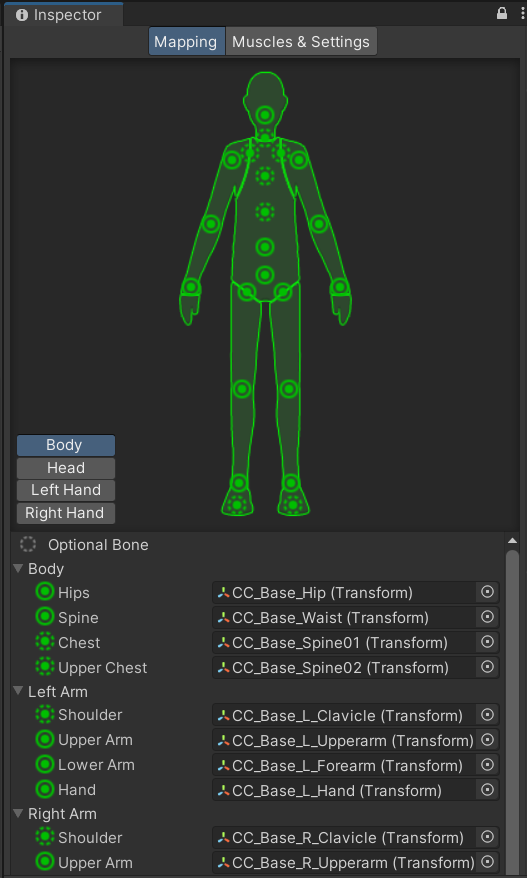 Inspector
Mapping Muscles & Settings
Body
Head
Left Hand
Right Hand
Optional Bone
Body
Hips CC_Base_Hip (Transform)
Spine CC_Base_Waist (Transform)
Chest CC_Base_Spine01 (Transform)
Upper Chest CC_Base_Spine02 (Transform)
Left Arm
Shoulder CC_Base_L_Clavicle (Transform)
Upper Arm CC_Base_L_Upperarm (Transform)
Lower Arm CC_Base_L_Forearm (Transform)
Hand CC_Base_L_Hand (Transform)
Right Arm
Shoulder CC_Base_R_Clavicle (Transform)
Upper Arm CC_Base_R_Upperarm (Transform)